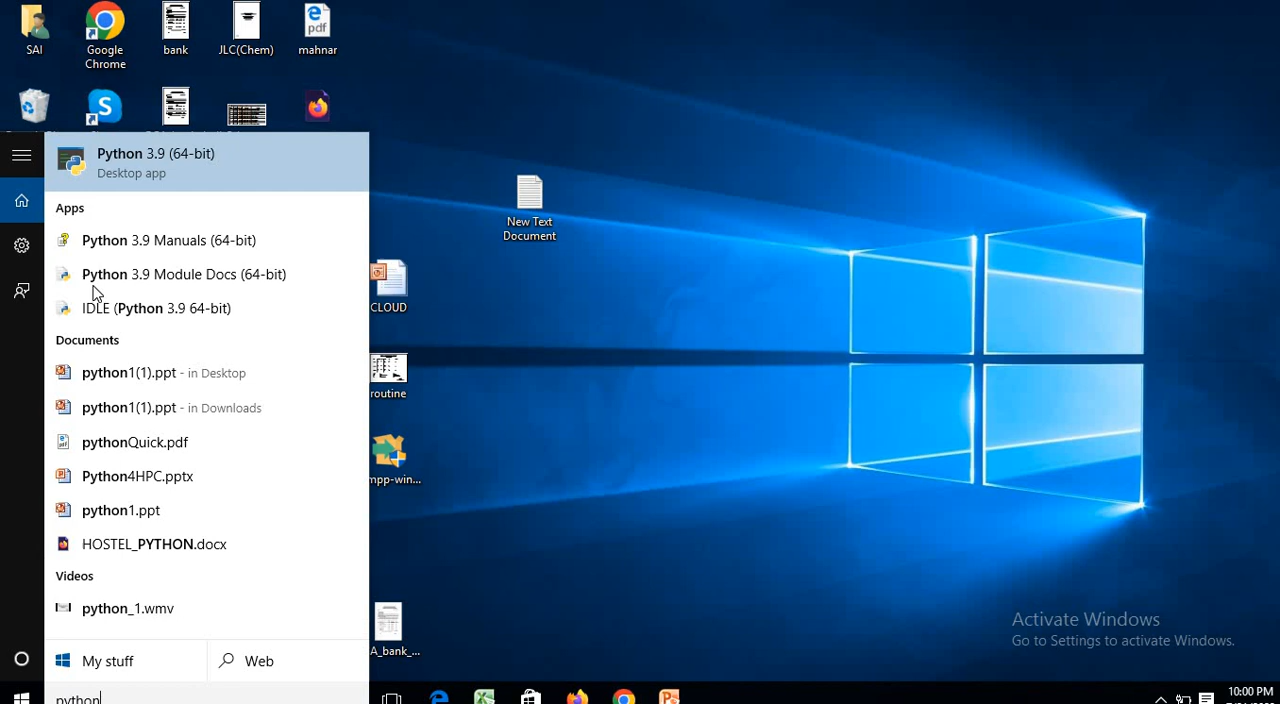 SAI
Google
Chrome
bank
JLC(Chem)
mahnar
Python 3.9 (64-bit)
Desktop app
Apps
Python 3.9 Manuals (64-bit)
Python 3.9 Module Docs (64-bit)
IDLE (Python 3.9 64-bit)
Documents
python1(1).ppt - in Desktop
python1(1).ppt - in Downloads
pythonQuick.pdf
Python4HPC.pptx
python1.ppt
HOSTEL_PYTHON.docx
Videos
python_1.wmv
My stuff
Web
python
New Text
Document
CLOUD
routine
mpp-win...
A_bank_...
Activate Windows
Go to Settings to activate Windows.
10:00 PM